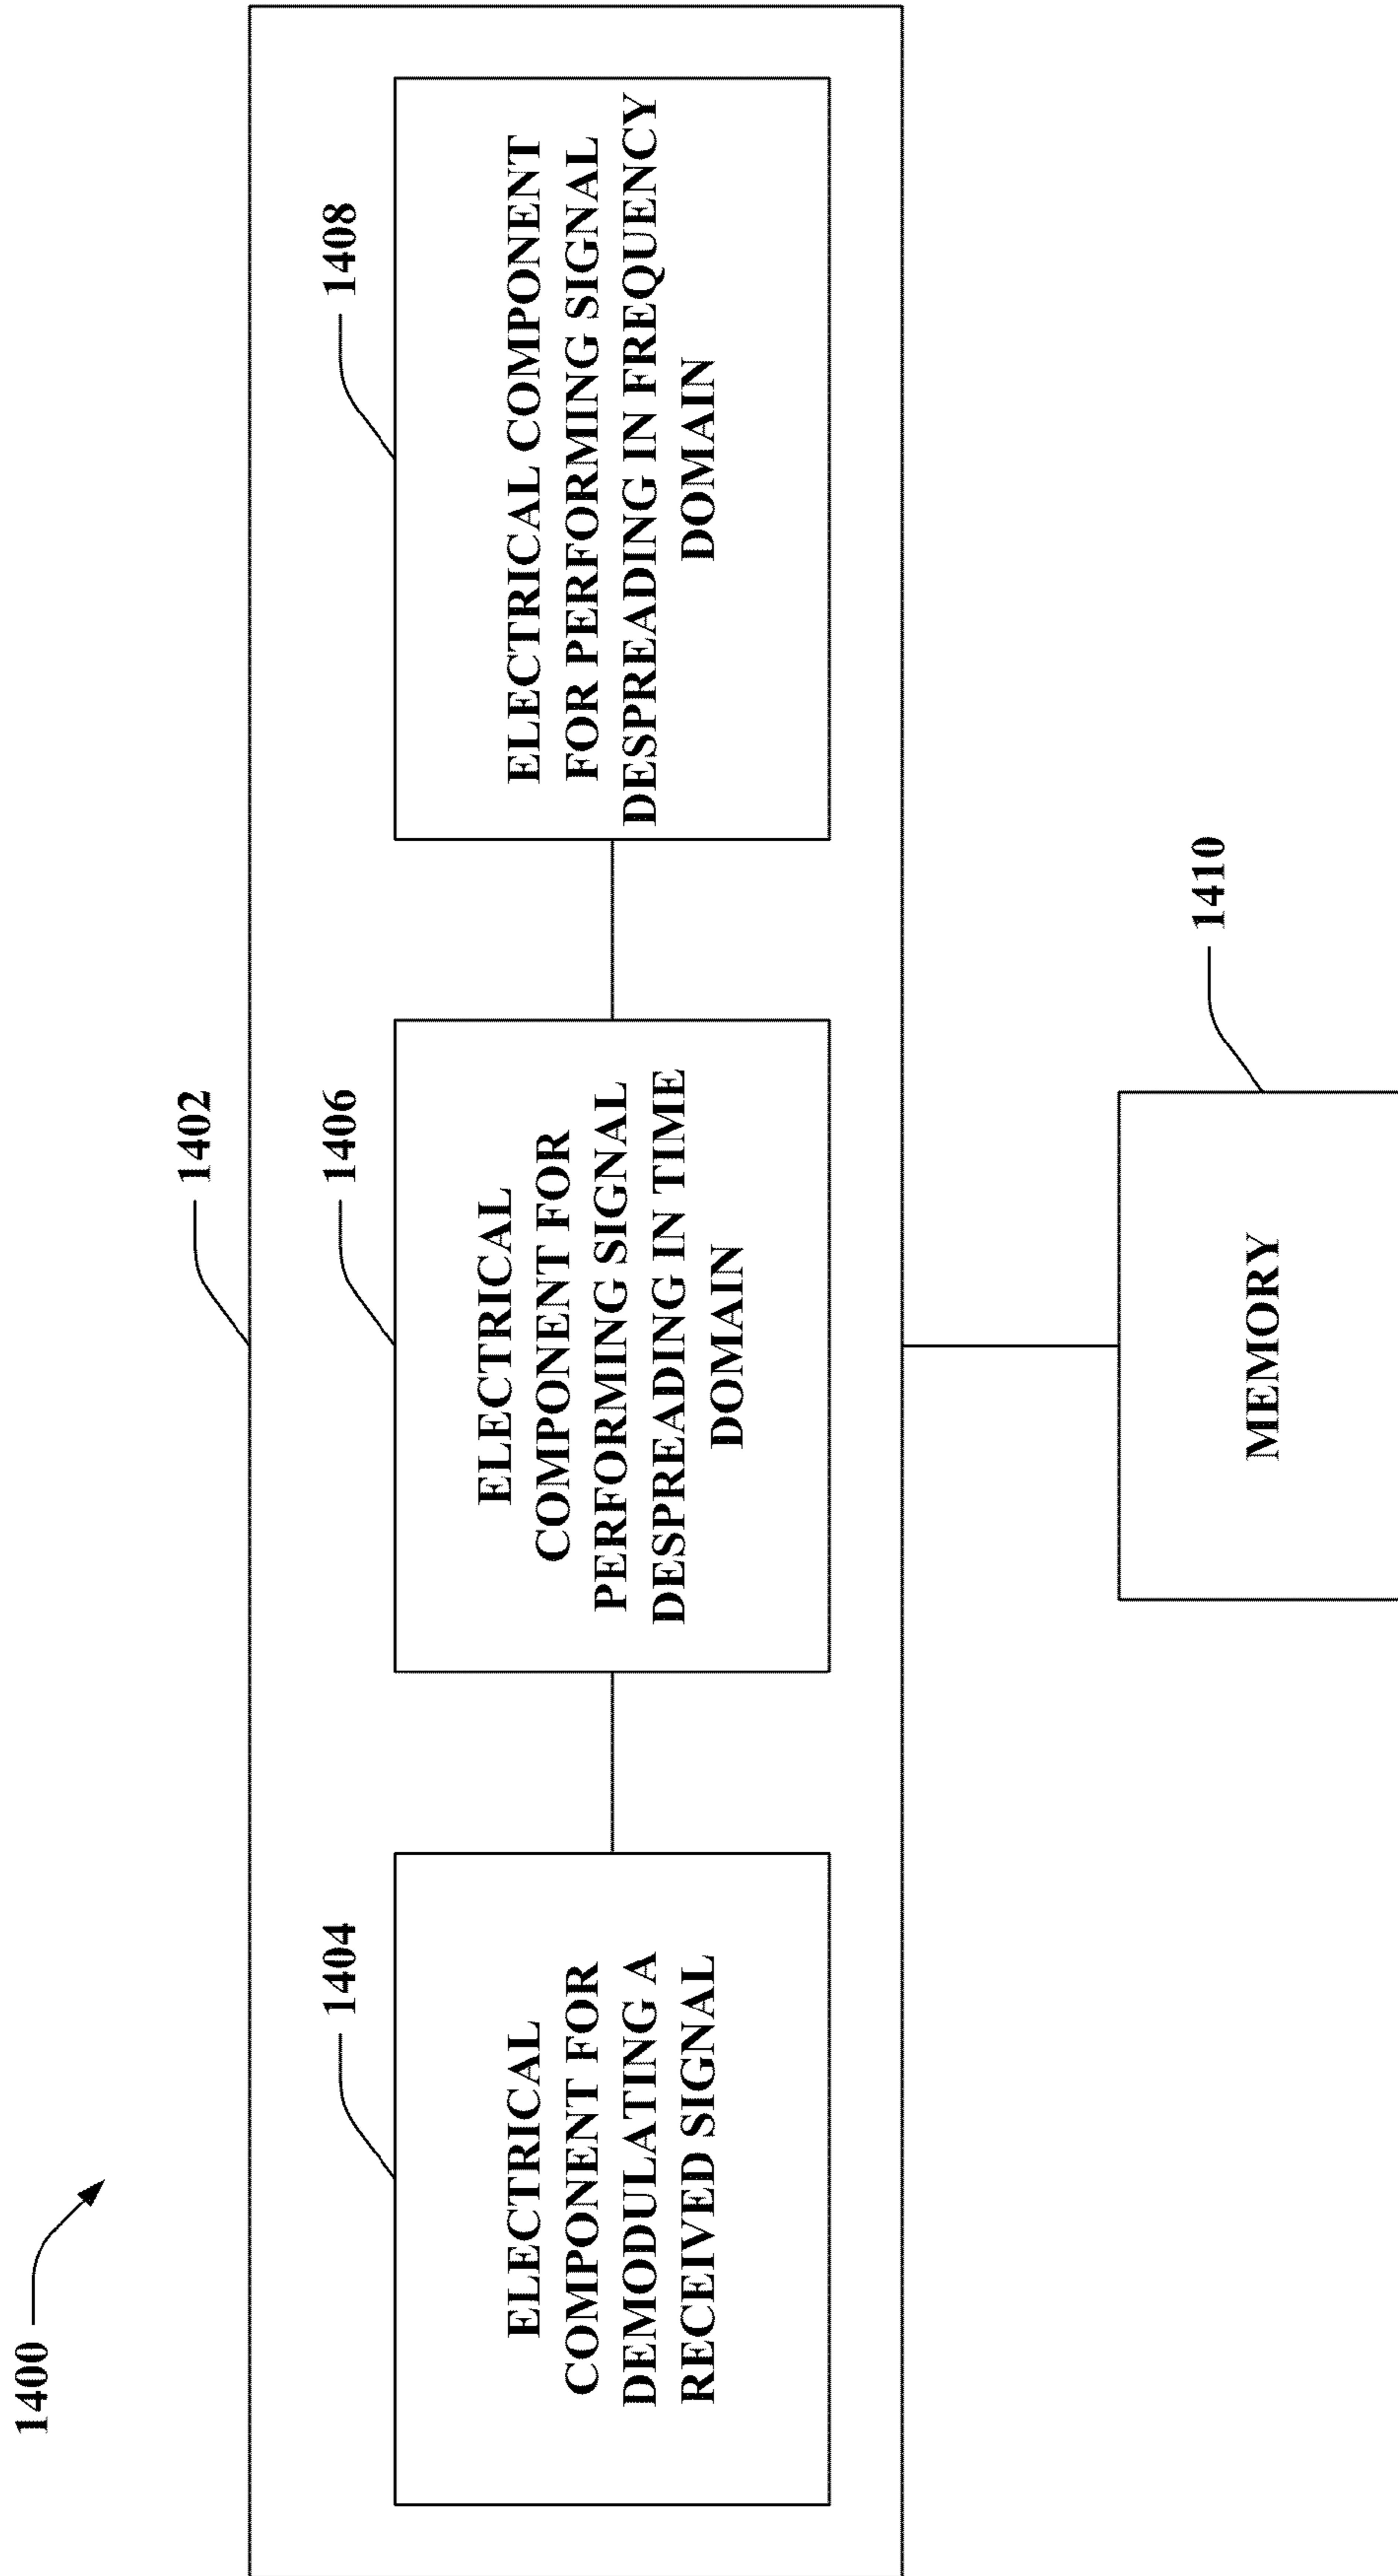 1400
1402
1404
ELECTRICAL
COMPONENT FOR
DEMODULATING A
RECEIVED SIGNAL
1406
ELECTRICAL
COMPONENT FOR
PERFORMING SIGNAL
DESPREADING IN TIME
DOMAIN
1408
ELECTRICAL COMPONENT
FOR PERFORMING SIGNAL
DESPREADING IN FREQUENCY
DOMAIN
1410
MEMORY